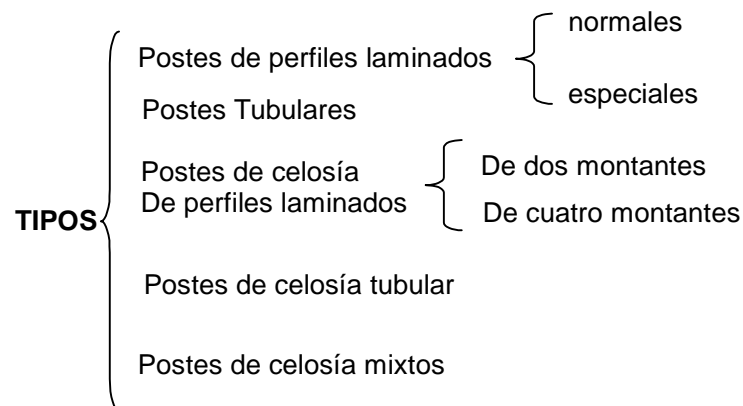 TIPOS
Postes de perfiles laminados
normales
especiales
Postes Tubulares
Postes de celosía
De perfiles laminados
De dos montantes
De cuatro montantes
Postes de celosía tubular
Postes de celosía mixtos